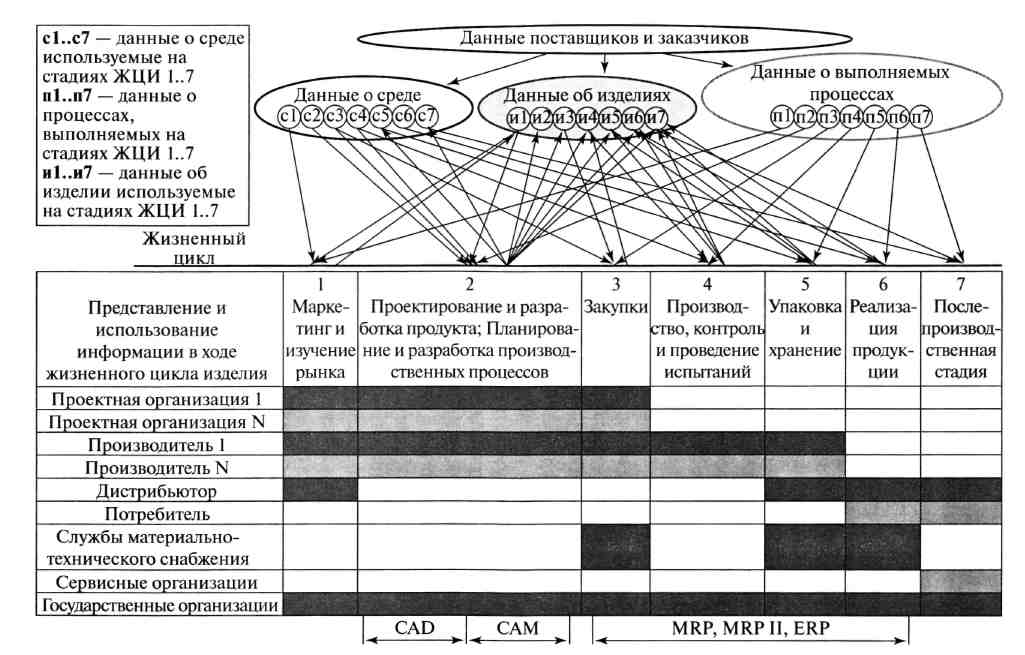 с1..с7 — данные о среде
используемые на
стадиях ЖЦИ 1..7
п1..п7 — данные о
процессах,
выполняемых на
стадиях ЖЦИ 1..7
и1..и7 — данные об
изделии используемые
на стадиях ЖЦИ 1..7
Данные поставщиков и заказчиков
Данные о среде
с1 с2 с3 с4 с5 с6 с7
Данные об изделиях
и1 и2 и3 и4 и5 и6 и7
Данные о выполняемых
процессах
п1 п2 п3 п4 п5 п6 п7
Жизненный
цикл
Представление и
использование
информации в ходе
жизненного цикла изделия
1
Марке-
тинг и
изучение
рынка
2
Проектирование и разра-
ботка продукта; Планирова-
ние и разработка производ-
ственных процессов
3
Закупки
4
Производ-
ство, контроль
и проведение
испытаний
5
Упаковка
и
хранение
6
Реализа-
ция
продук-
ции
7
После-
производ-
ственная
стадия
Проектная организация 1
Проектная организация N
Производитель 1
Производитель N
Дистрибьютор
Потребитель
Службы материально-
технического снабжения
Сервисные организации
Государственные организации
CAD
CAM
MRP, MRP II, ERP